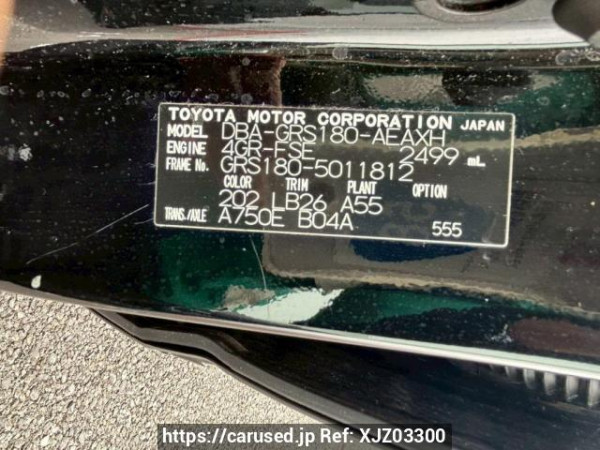 TOYOTA MOTOR CORPORATION JAPAN
MODEL DBA-GRS180-AEAXH
ENGINE 4GR-FSE 2499 mL
FRAME No. GRS180-5011812
COLOR TRIM PLANT OPTION
202 LB26 A55
TRANS./AXLE A750E B04A 555
https://carused.jp Ref: XJZ03300